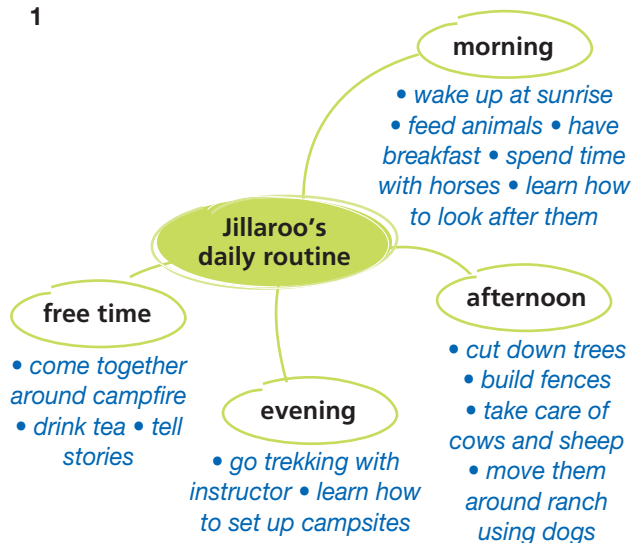 1
morning
• wake up at sunrise
• feed animals • have
breakfast • spend time
with horses • learn how
to look after them
Jillaroo's
daily routine
afternoon
• cut down trees
• build fences
• take care of
cows and sheep
• move them
around ranch
using dogs
evening
• go trekking with
instructor • learn how
to set up campsites
free time
• come together
around campfire
• drink tea • tell
stories